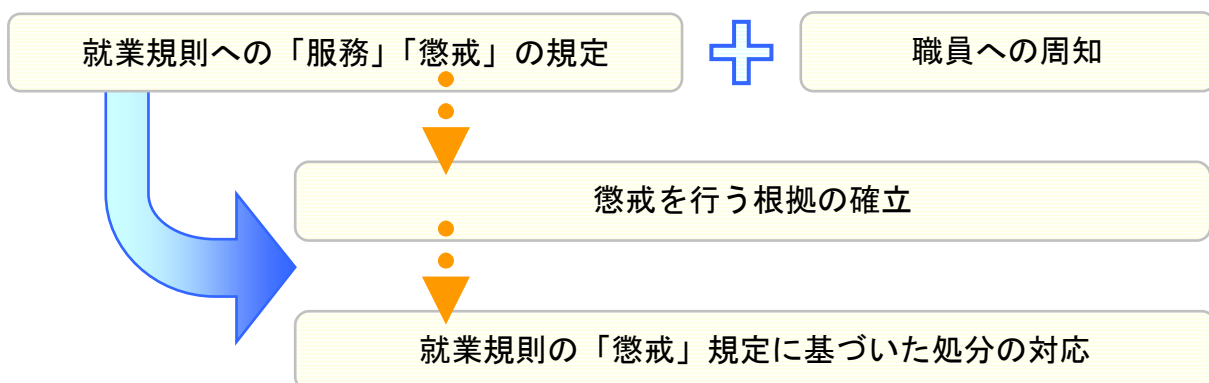 就業規則への「服務」「懲戒」の規定
職員への周知
懲戒を行う根拠の確立
就業規則の「懲戒」規定に基づいた処分の対応